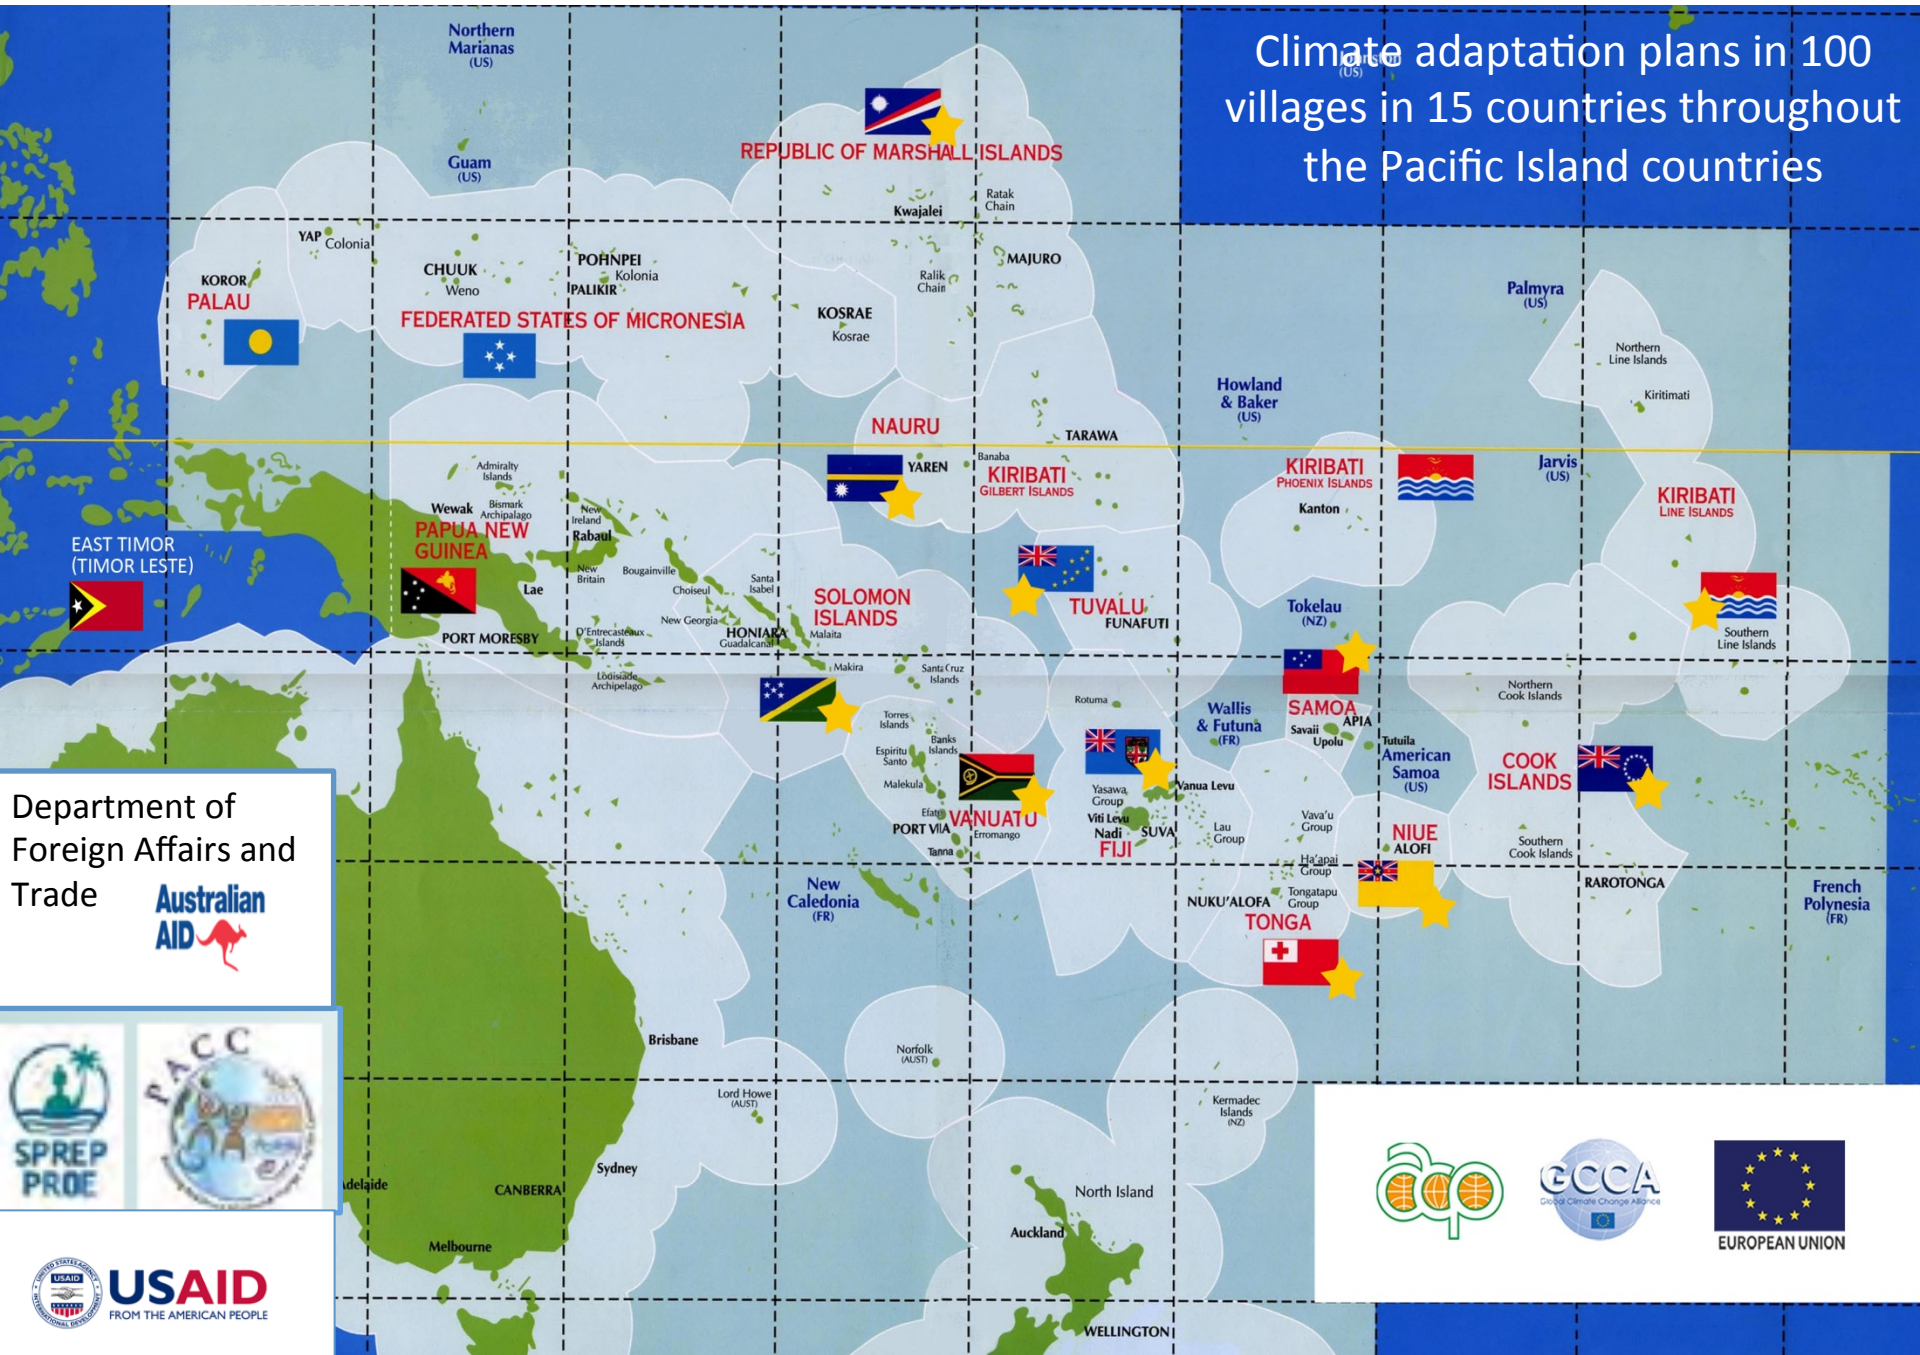 Climate adaptation plans in 100
villages in 15 countries throughout
the Pacific Island countries
Northern
Marianas
(US)
Johnston
(US)
Guam
(US)
REPUBLIC OF MARSHALL ISLANDS
Kwajalei
Ratak
Chain
YAP
Colonia
KOROR
PALAU
CHUUK
Weno
POHNPEI
Kolonia
PALIKIR
FEDERATED STATES OF MICRONESIA
KOSRAE
Kosrae
Ralik
Chain
MAJURO
Palmyra
(US)
Northern
Line Islands
Kiritimati
Howland
& Baker
(US)
NAURU
YAREN
TARAWA
Banaba
KIRIBATI
GILBERT ISLANDS
KIRIBATI
PHOENIX ISLANDS
Kanton
Jarvis
(US)
KIRIBATI
LINE ISLANDS
Admiralty
Islands
Wewak
Bismark
Archipalago
New
Ireland
Rabaul
PAPUA NEW
GUINEA
EAST TIMOR
(TIMOR LESTE)
New
Britain
Lae
Bougainville
Choiseul
Santa
Isabel
SOLOMON
ISLANDS
New Georgia
HONIARA
Guadalcanal
Malaita
PORT MORESBY
D'Entrecasteaux
Islands
Makira
Santa Cruz
Islands
Louisiade
Archipelago
TUVALU
FUNAFUTI
Tokelau
(NZ)
Southern
Line Islands
Rotuma
Wallis
& Futuna
(FR)
SAMOA
APIA
Savaii
Upolu
Tutuila
American
Samoa
(US)
Northern
Cook Islands
COOK
ISLANDS
Torres
Islands
Banks
Islands
Espiritu
Santo
Malekula
Efate
PORT VILA
VANUATU
Erromango
Tanna
Yasawa
Group
Vanua Levu
Viti Levu
Nadi
SUVA
FIJI
Lau
Group
Vava'u
Group
Ha'apai
Group
Tongatapu
Group
NUKU'ALOFA
TONGA
NIUE
ALOFI
Southern
Cook Islands
RAROTONGA
French
Polynesia
(FR)
New
Caledonia
(FR)
Department of
Foreign Affairs and
Trade
Australian
AID
Brisbane
Norfolk
(AUST)
Lord Howe
(AUST)
Kermadec
Islands
(NZ)
PACC
SPREP
PROE
Adelaide
CANBERRA
Sydney
Melbourne
North Island
Auckland
WELLINGTON
acp
GCCA
Global Climate Change Alliance
EUROPEAN UNION
UNITED STATES AGENCY
INTERNATIONAL DEVELOPMENT
USAID
USAID
FROM THE AMERICAN PEOPLE